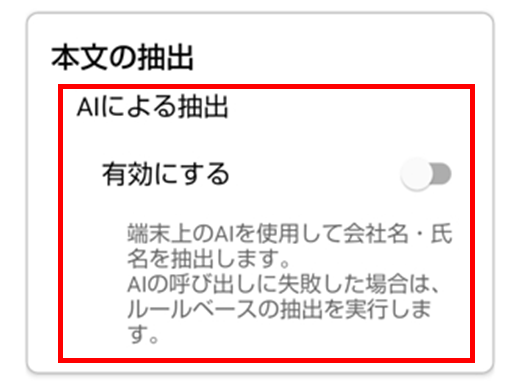 本文の抽出
AIによる抽出
有効にする
端末上のAIを使用して会社名・氏
名を抽出します。
AIの呼び出しに失敗した場合は、
ルールベースの抽出を実行しま
す。